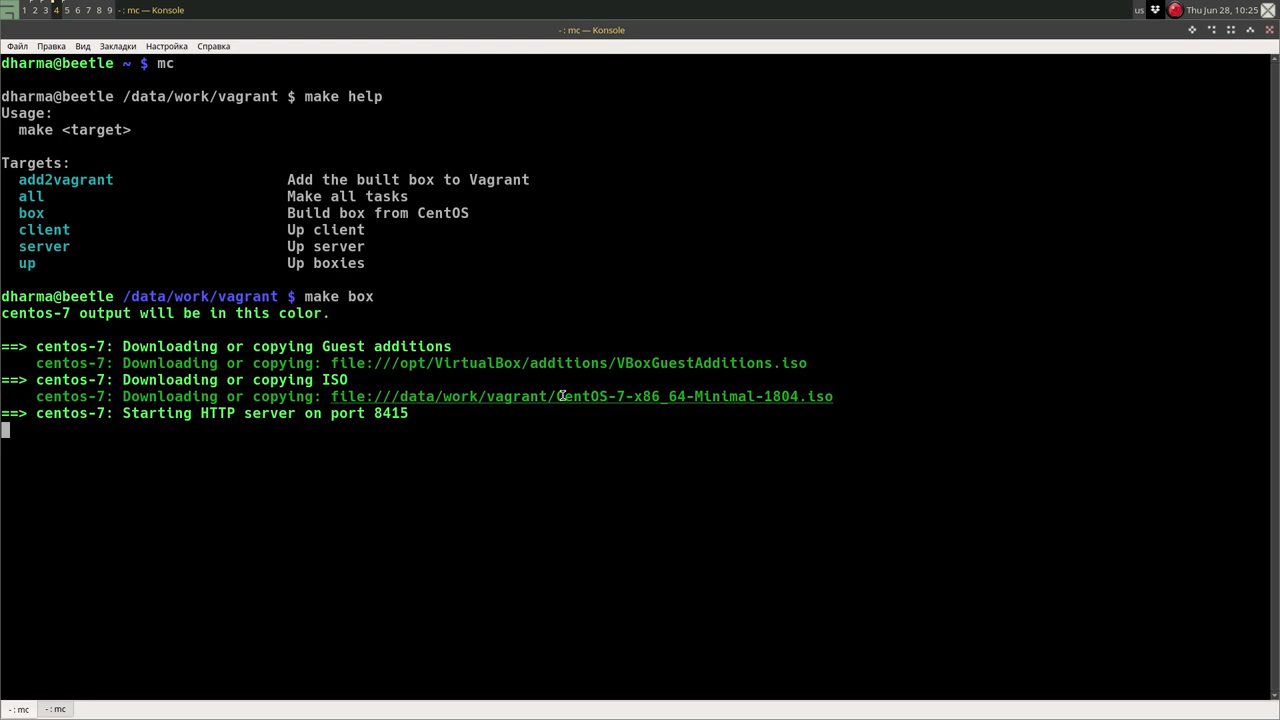 1 2 3 4 5 6 7 8 9 - : mc — Konsole us Thu Jun 28, 10:25
- : mc — Konsole
Файл Правка Вид Закладки Настройка Справка
dharma@beetle ~ $ mc
dharma@beetle /data/work/vagrant $ make help
Usage:
make <target>
Targets:
add2vagrant Add the built box to Vagrant
all Make all tasks
box Build box from CentOS
client Up client
server Up server
up Up boxies
dharma@beetle /data/work/vagrant $ make box
centos-7 output will be in this color.
==> centos-7: Downloading or copying Guest additions
centos-7: Downloading or copying: file:///opt/VirtualBox/additions/VBoxGuestAdditions.iso
==> centos-7: Downloading or copying ISO
centos-7: Downloading or copying: file:///data/work/vagrant/CentOS-7-x86_64-Minimal-1804.iso
==> centos-7: Starting HTTP server on port 8415
- : mc - : mc